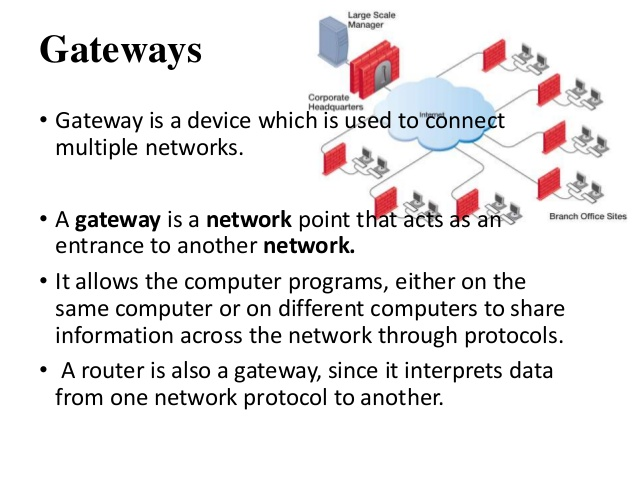 Gateways
Large Scale
Manager
Corporate
Headquarters
Internet
Branch Office Sites
• Gateway is a device which is used to connect
multiple networks.
• A gateway is a network point that acts as an
entrance to another network.
• It allows the computer programs, either on the
same computer or on different computers to share
information across the network through protocols.
• A router is also a gateway, since it interprets data
from one network protocol to another.